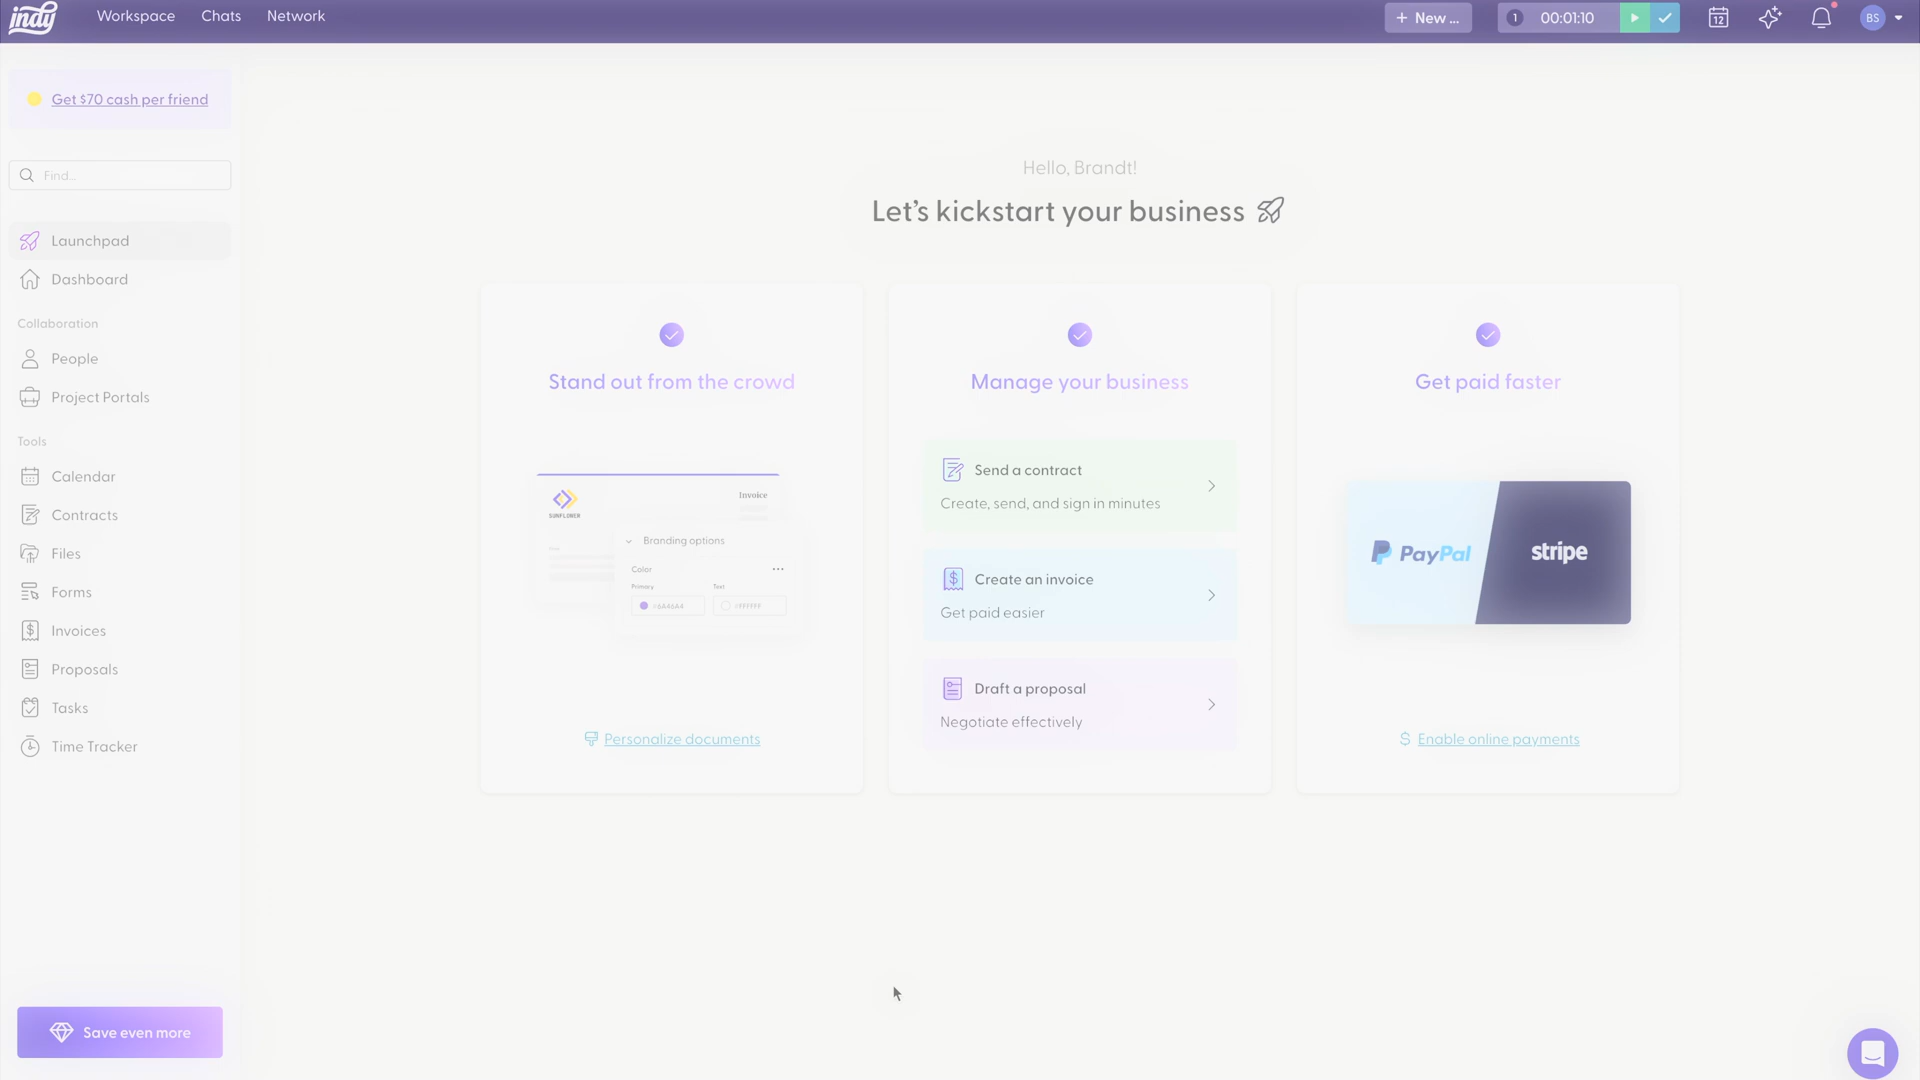 indy Workspace Chats Network + New ... 1 00:01:10 12 BS
Get $70 cash per friend
Find...
Launchpad
Dashboard
Collaboration
People
Project Portals
Tools
Calendar
Contracts
Files
Forms
Invoices
Proposals
Tasks
Time Tracker
Save even more
Hello, Brandt!
Let's kickstart your business
Stand out from the crowd
Invoice
SUNFLOWER
Branding options
Color
Primary Text
#6A46A4 #FFFFFF
Personalize documents
Manage your business
Send a contract
Create, send, and sign in minutes
Create an invoice
Get paid easier
Draft a proposal
Negotiate effectively
Get paid faster
PayPal stripe
Enable online payments